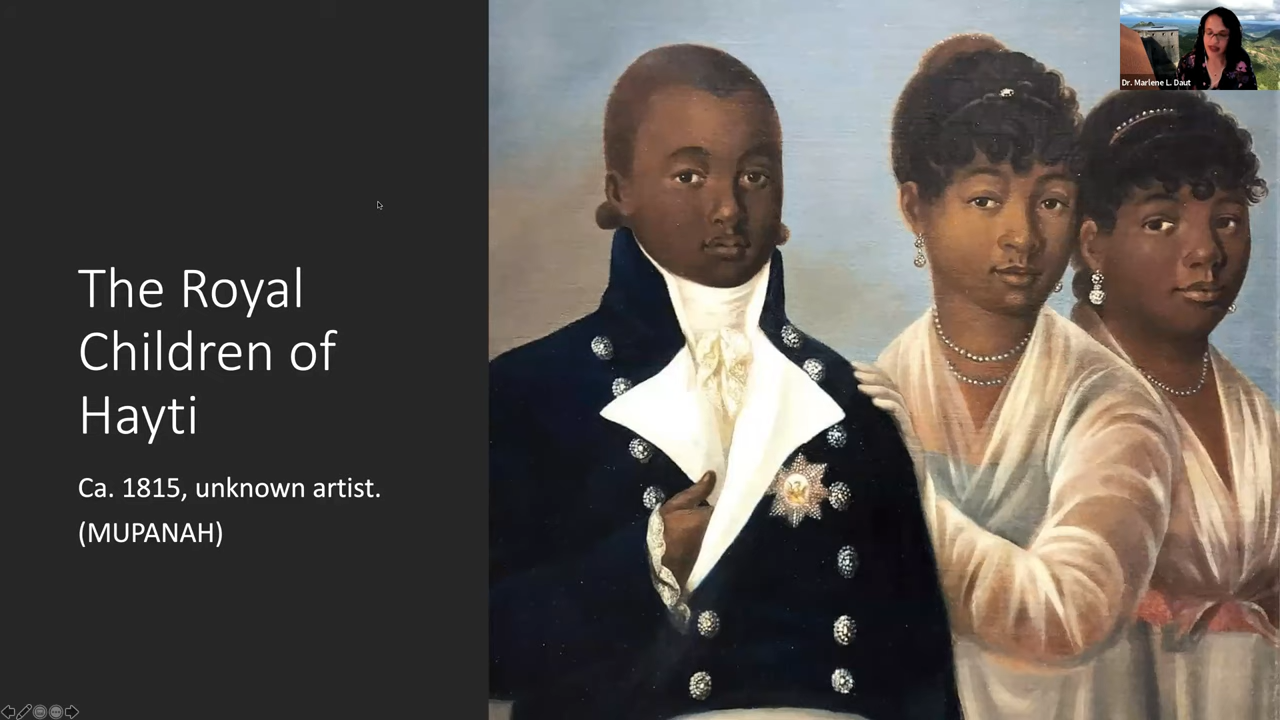 The Royal
Children of
Hayti
Ca. 1815, unknown artist.
(MUPANAH)
Dr. Marlene L. Daut